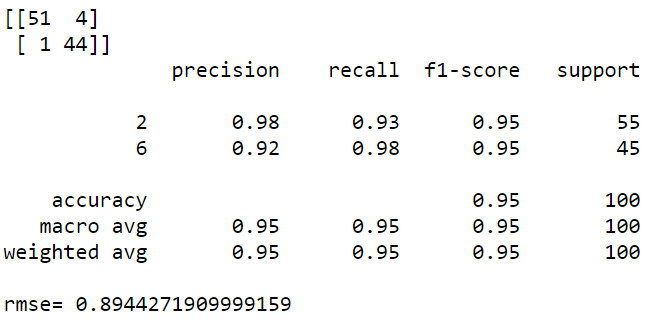 [[51  4]
 [ 1 44]]
precision recall f1-score support
2 0.98 0.93 0.95 55
6 0.92 0.98 0.95 45
accuracy 0.95 100
macro avg 0.95 0.95 0.95 100
weighted avg 0.95 0.95 0.95 100
rmse= 0.8944271909999159